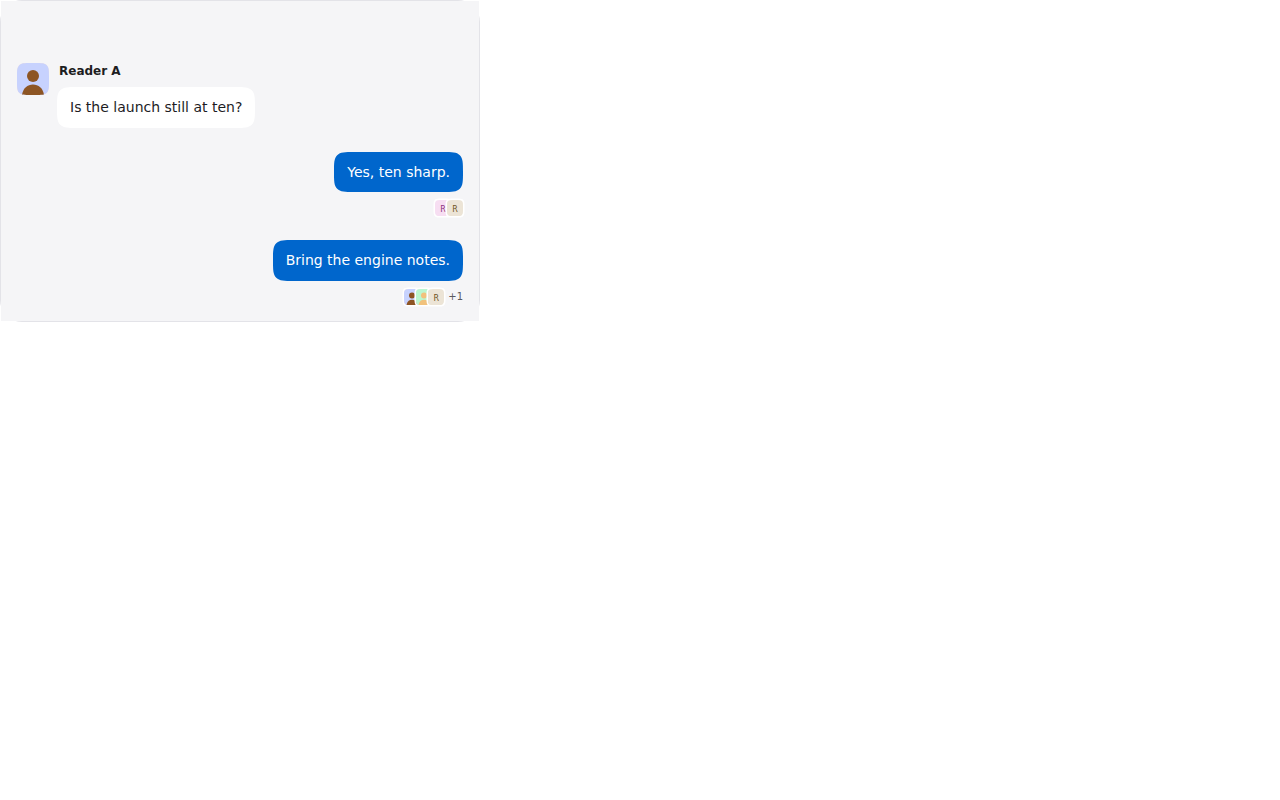 Reader A
Is the launch still at ten?
Yes, ten sharp.
R R
Bring the engine notes.
R +1